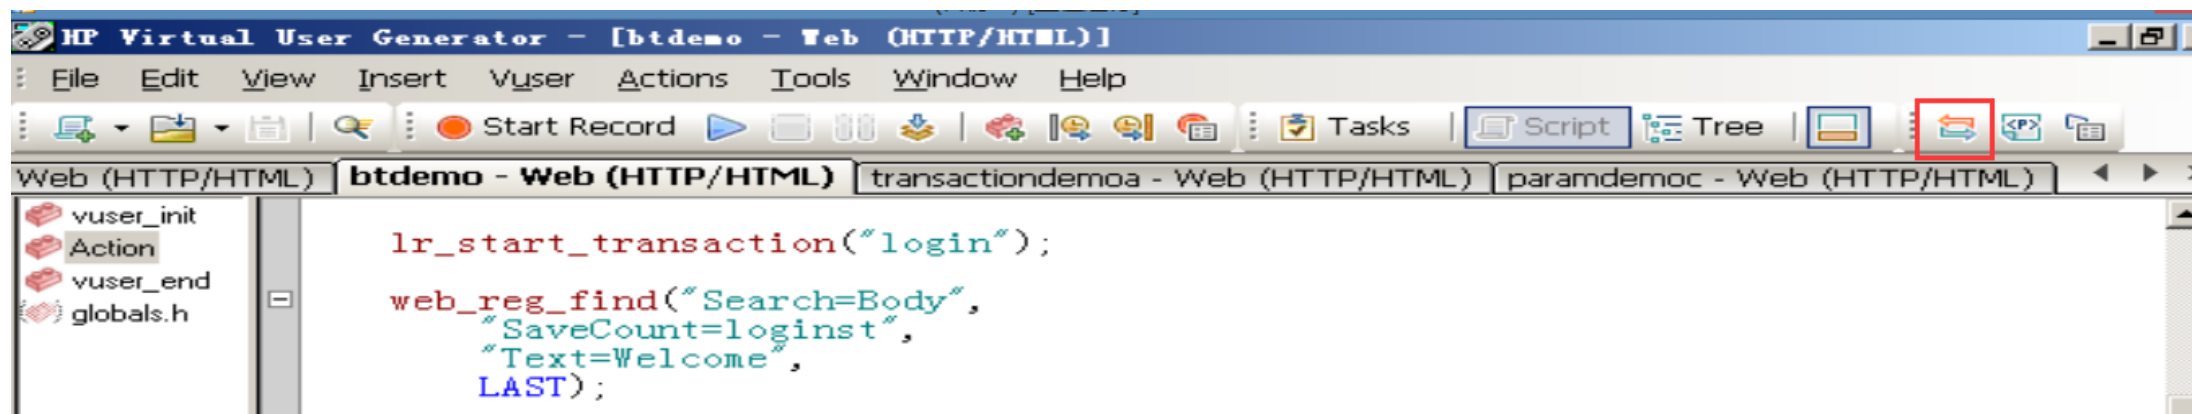 HP Virtual User Generator - [btdemo - Web (HTTP/HTML)]
File Edit View Insert Vuser Actions Tools Window Help
Start Record Tasks Script Tree <P>
Web (HTTP/HTML) btdemo - Web (HTTP/HTML) transactiondemoa - Web (HTTP/HTML) paramdemoc - Web (HTTP/HTML)
vuser_init
Action
vuser_end
globals.h
lr_start_transaction("login");
web_reg_find("Search=Body",
"SaveCount=loginst",
"Text=Welcome",
LAST);